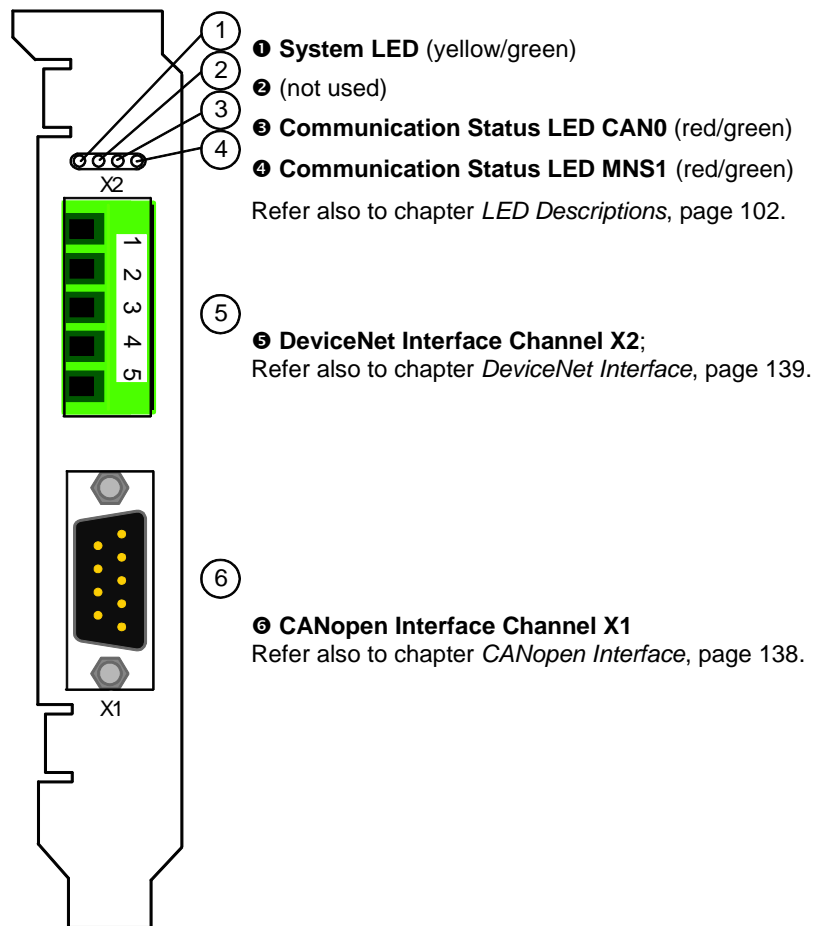 1
❶ System LED (yellow/green)
2
❷ (not used)
3
❸ Communication Status LED CAN0 (red/green)
4
❹ Communication Status LED MNS1 (red/green)
X2
Refer also to chapter LED Descriptions, page 102.
1
2
3
4
5
5
❺ DeviceNet Interface Channel X2;
Refer also to chapter DeviceNet Interface, page 139.
6
❻ CANopen Interface Channel X1
Refer also to chapter CANopen Interface, page 138.
X1